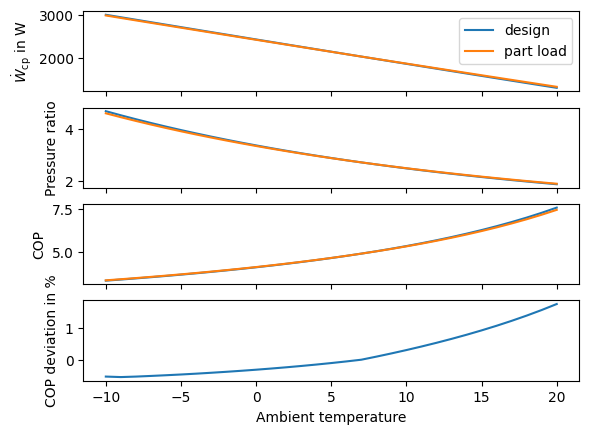 3000
2000
Ẇcp in W
design
part load
4
2
Pressure ratio
7.5
5.0
COP
1
0
COP deviation in %
−10 −5 0 5 10 15 20
Ambient temperature